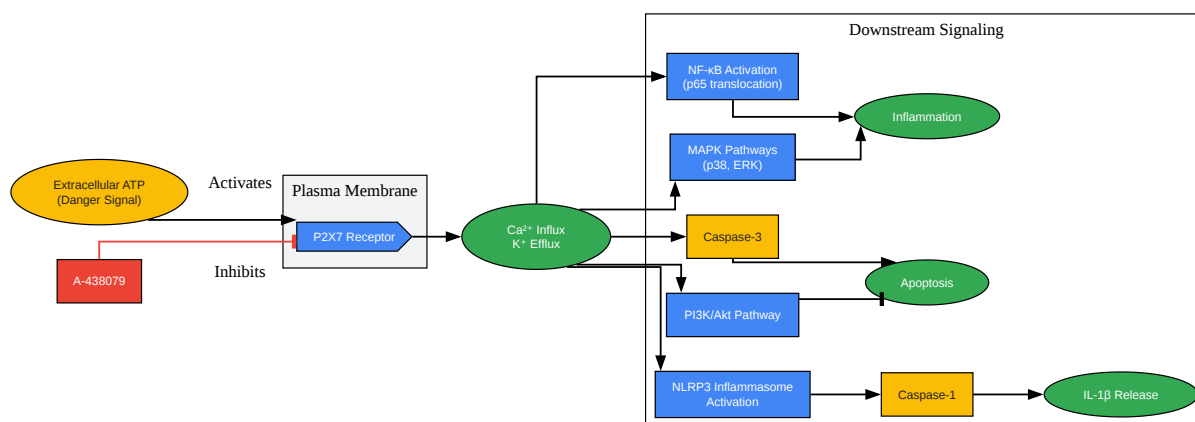 Downstream Signaling
NF-κB Activation
(p65 translocation)
Inflammation
MAPK Pathways
(p38, ERK)
Extracellular ATP
(Danger Signal)
Activates
Plasma Membrane
P2X7 Receptor
Ca²⁺ Influx
K⁺ Efflux
Caspase-3
Inhibits
A-438079
Apoptosis
PI3K/Akt Pathway
NLRP3 Inflammasome
Activation
Caspase-1
IL-1β Release